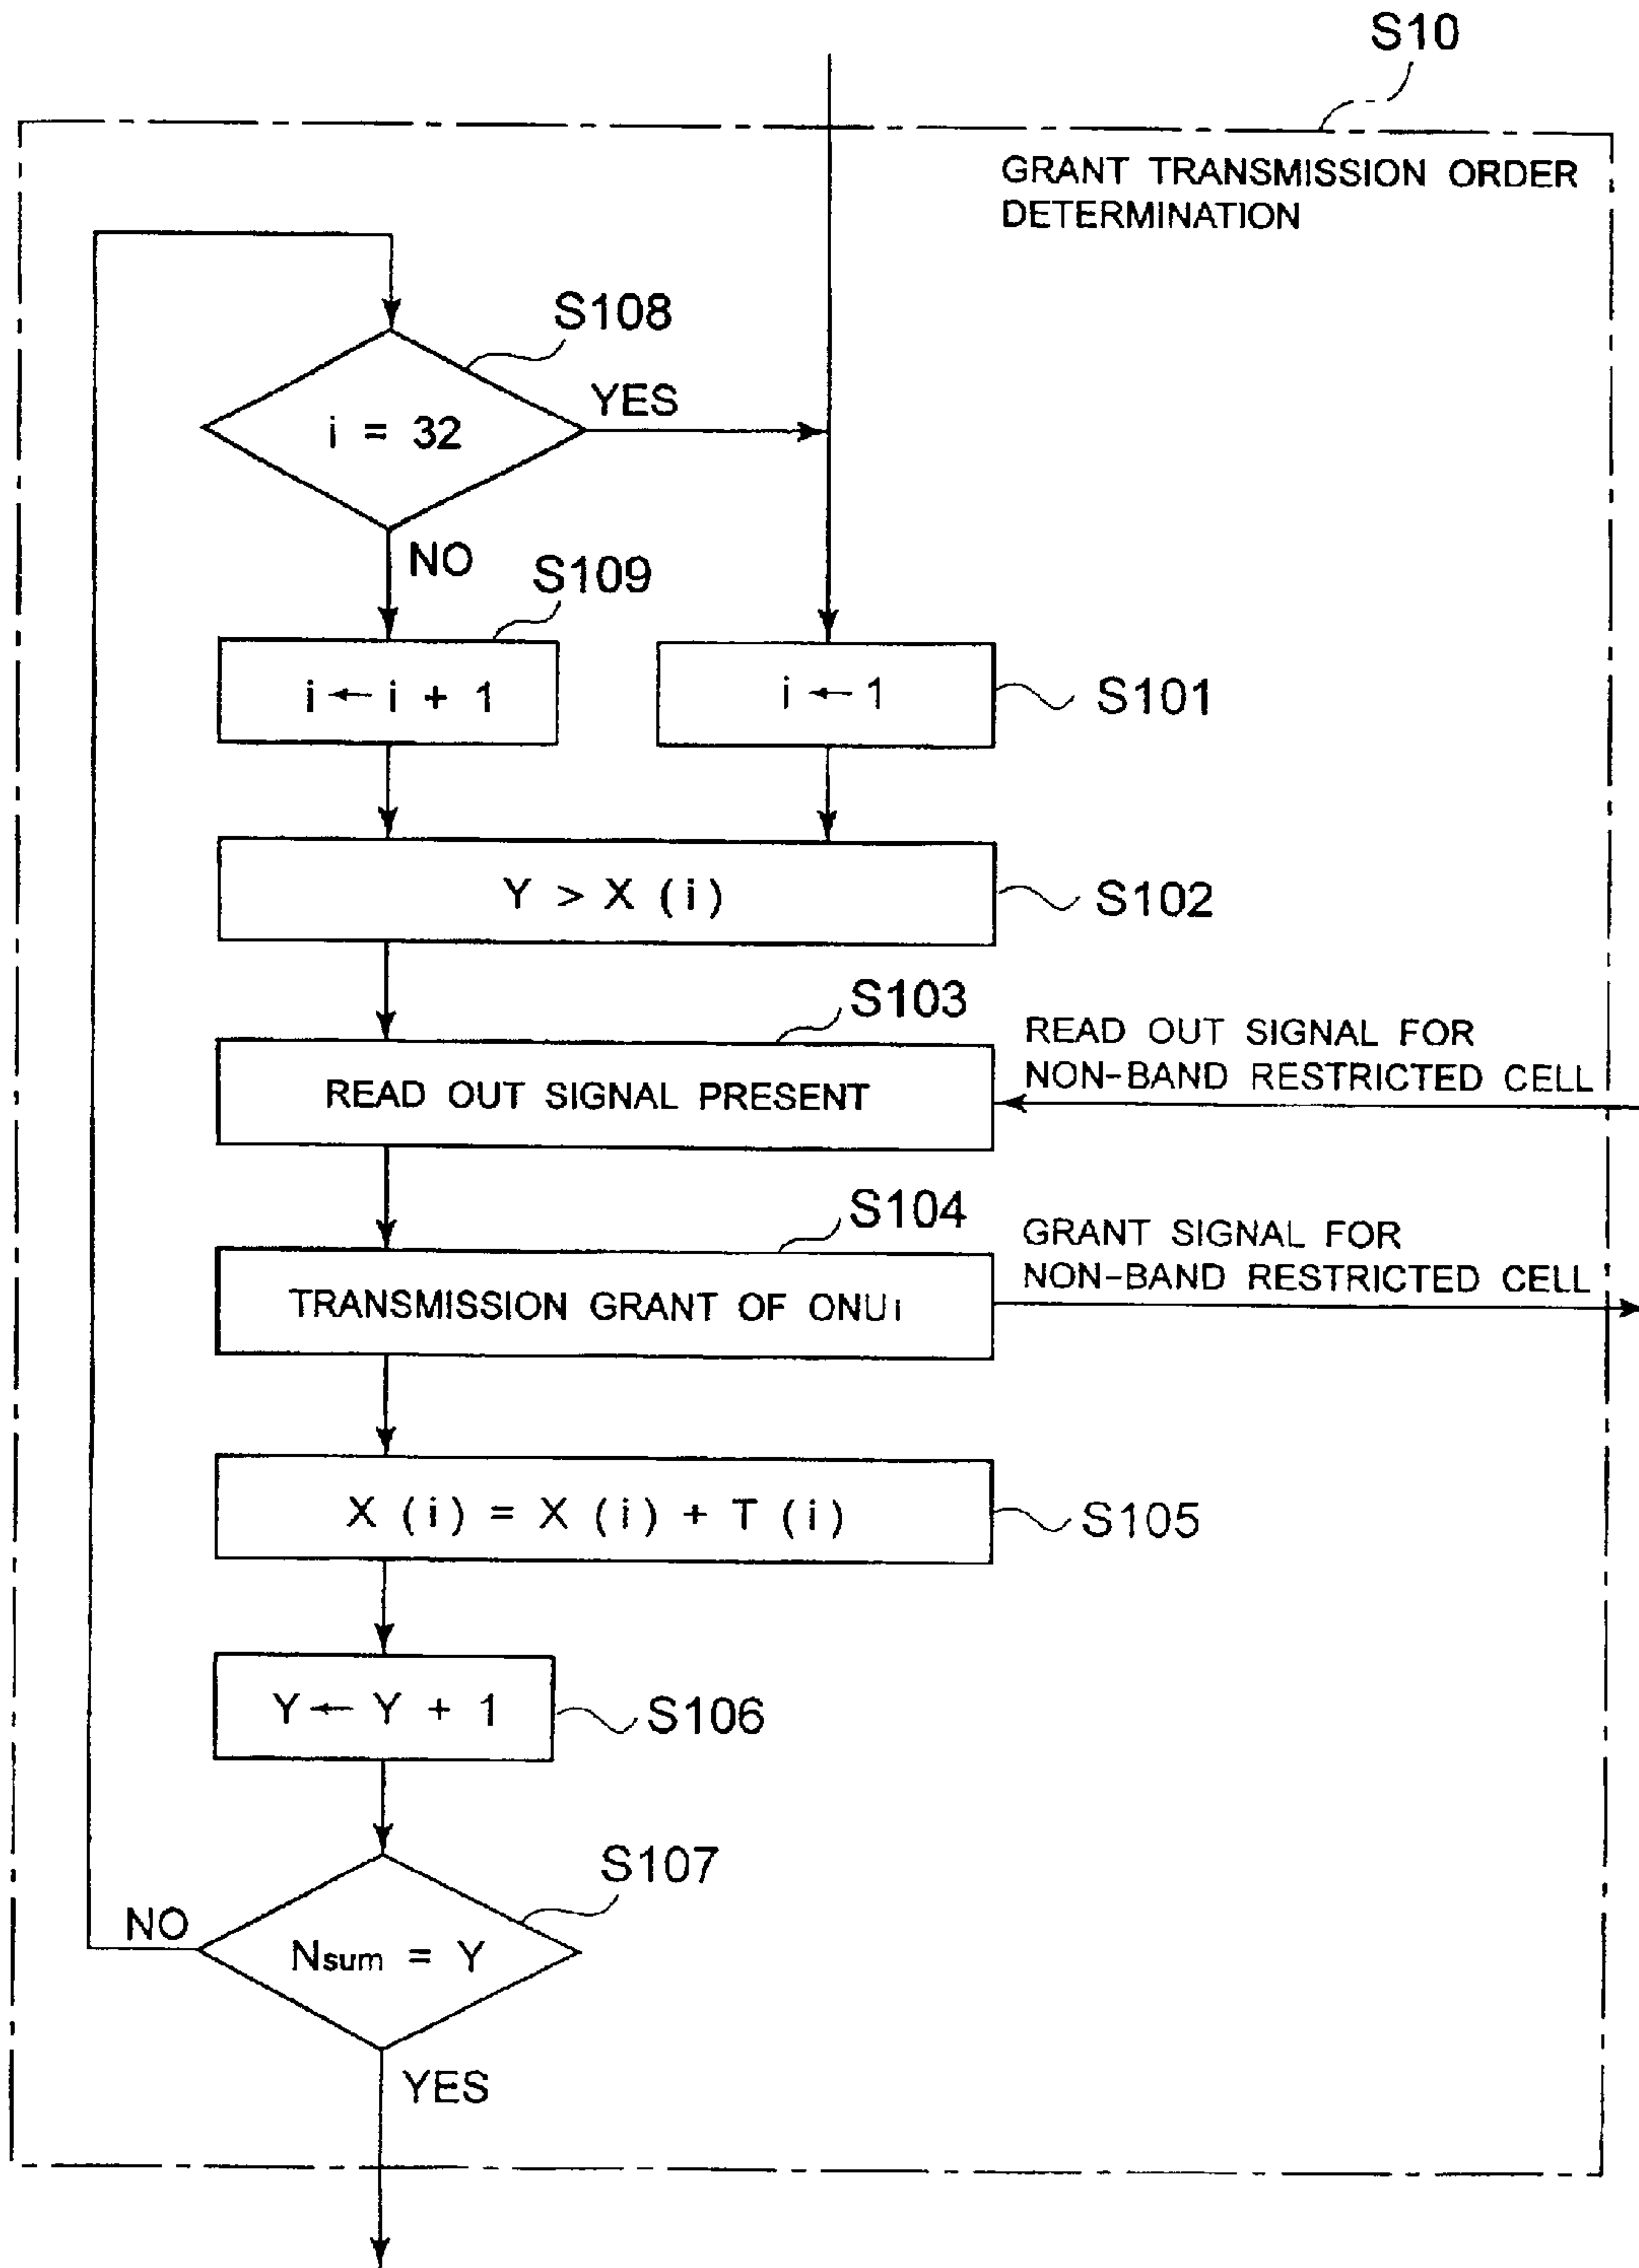 S10
GRANT TRANSMISSION ORDER
DETERMINATION
S108
i = 32
YES
NO
S109
i ← i + 1
i ← 1
S101
Y > X (i)
S102
S103
READ OUT SIGNAL PRESENT
READ OUT SIGNAL FOR
NON-BAND RESTRICTED CELL
S104
TRANSMISSION GRANT OF ONUi
GRANT SIGNAL FOR
NON-BAND RESTRICTED CELL
X (i) = X (i) + T (i)
S105
Y ← Y + 1
S106
S107
NO
Nsum = Y
YES